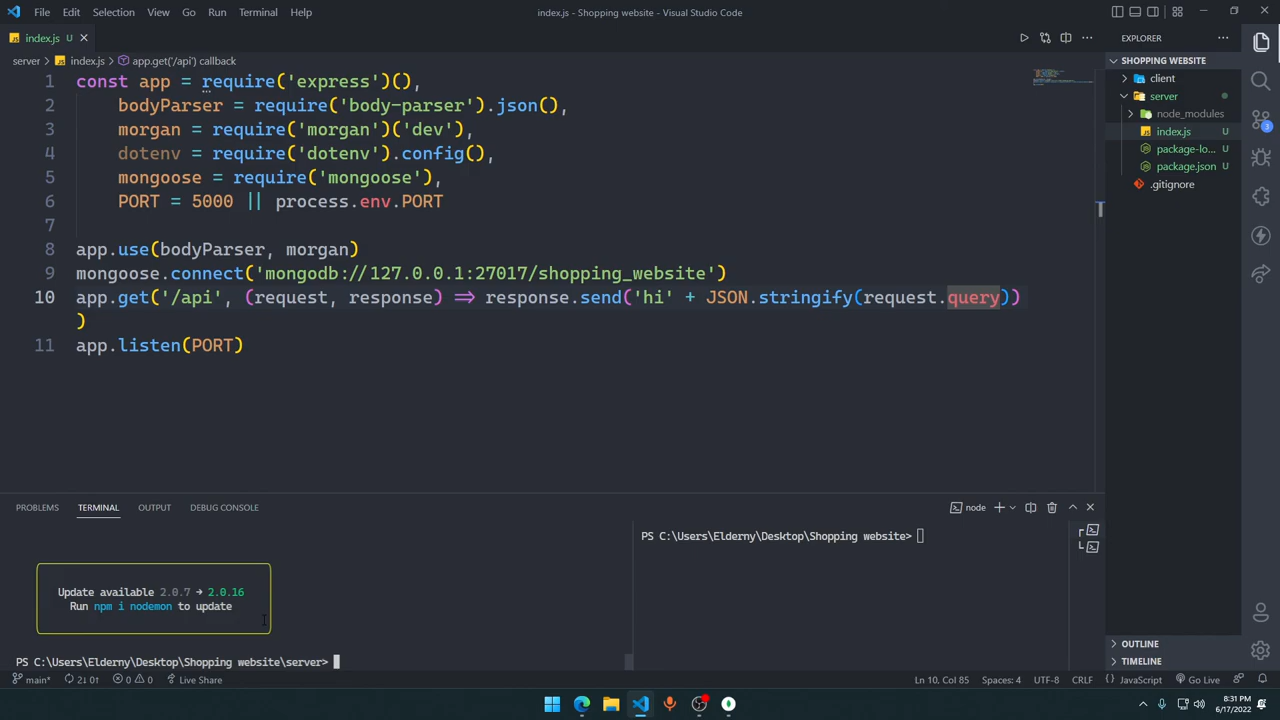 File Edit Selection View Go Run Terminal Help
index.js - Shopping website - Visual Studio Code
index.js U
server > index.js > app.get('/api') callback
1 const app = require('express')(),
2 bodyParser = require('body-parser').json(),
3 morgan = require('morgan')('dev'),
4 dotenv = require('dotenv').config(),
5 mongoose = require('mongoose'),
6 PORT = 5000 || process.env.PORT
7
8 app.use(bodyParser, morgan)
9 mongoose.connect('mongodb://127.0.0.1:27017/shopping_website')
10 app.get('/api', (request, response) => response.send('hi' + JSON.stringify(request.query))
)
11 app.listen(PORT)
EXPLORER
SHOPPING WEBSITE
client
server
node_modules
index.js U
package-lo... U
package.json U
.gitignore
3
PROBLEMS TERMINAL OUTPUT DEBUG CONSOLE
node
Update available 2.0.7 → 2.0.16
Run npm i nodemon to update
PS C:\Users\Elderny\Desktop\Shopping website\server>
PS C:\Users\Elderny\Desktop\Shopping website>
OUTLINE
TIMELINE
main* 2↓ 0↑ 0 0 Live Share
Ln 10, Col 85 Spaces: 4 UTF-8 CRLF JavaScript Go Live
8:31 PM
6/17/2022